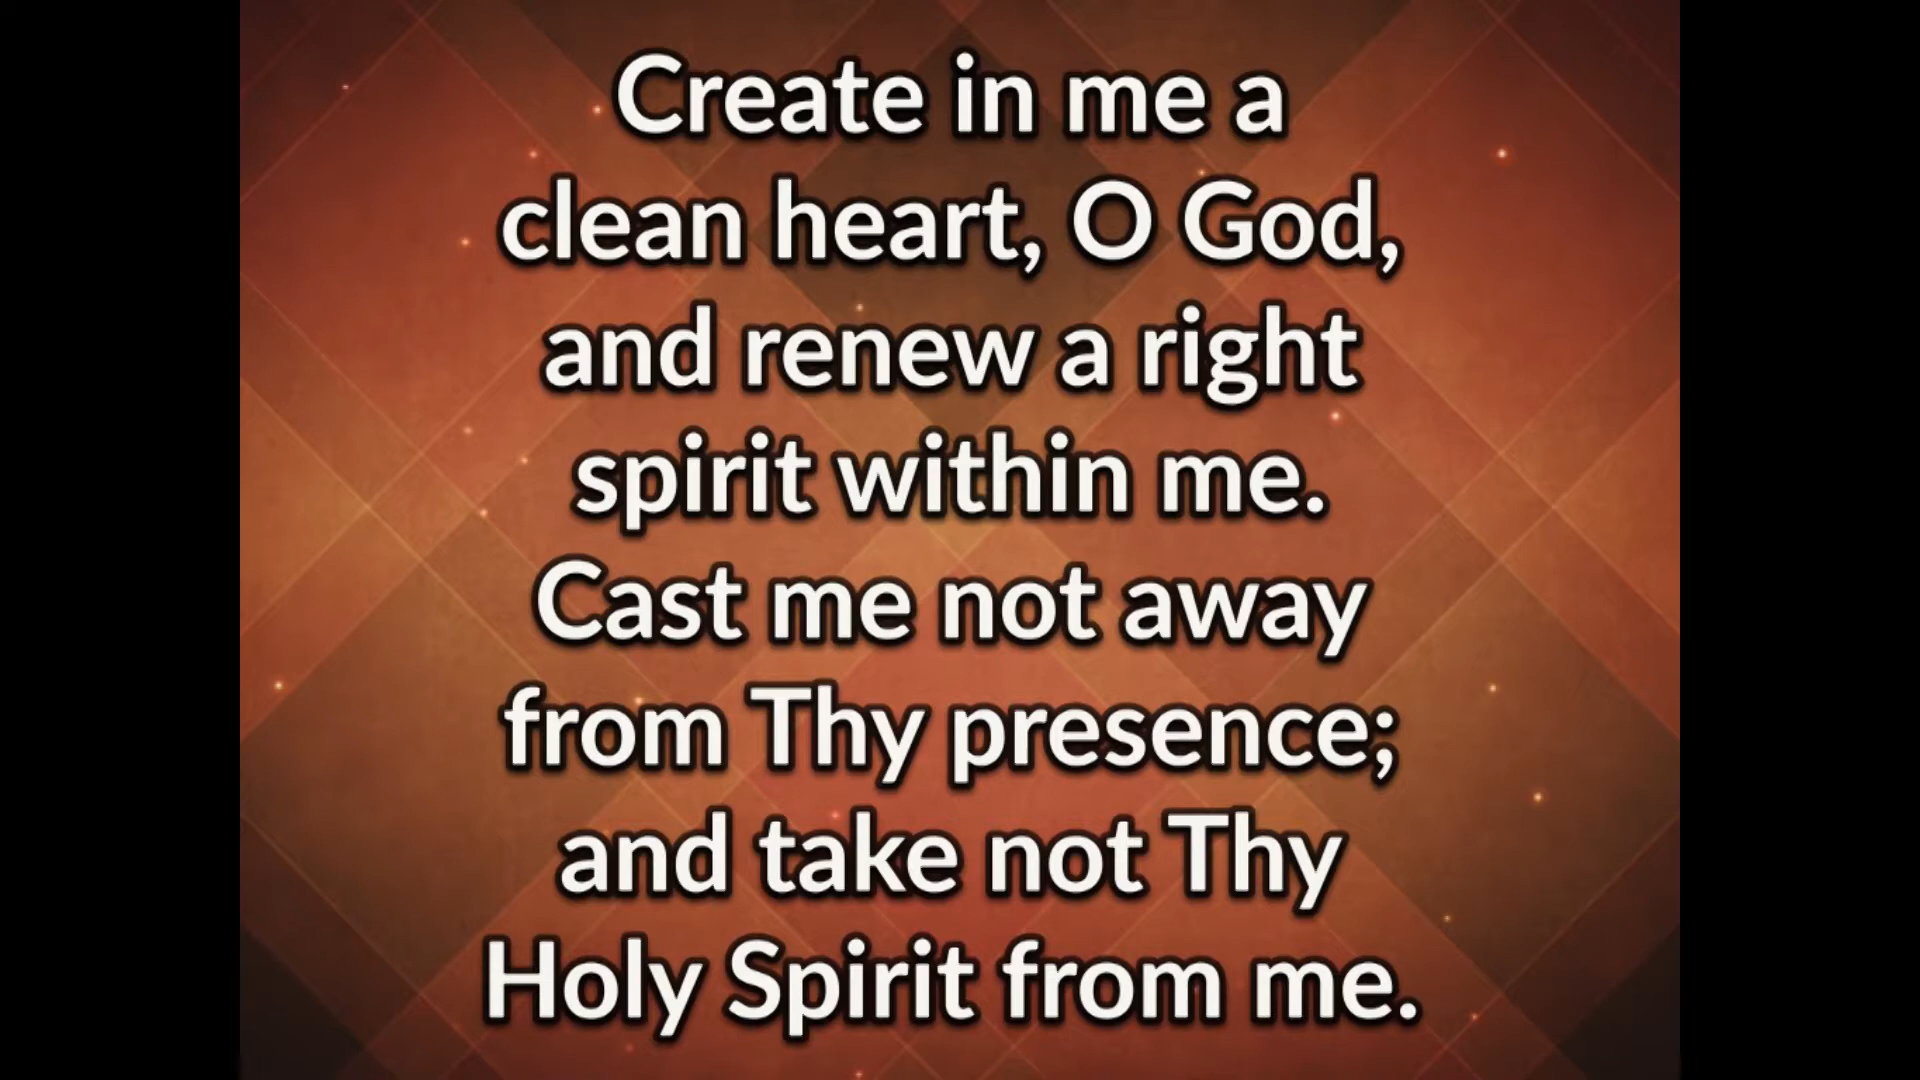 Create in me a
clean heart, O God,
and renew a right
spirit within me.
Cast me not away
from Thy presence;
and take not Thy
Holy Spirit from me.